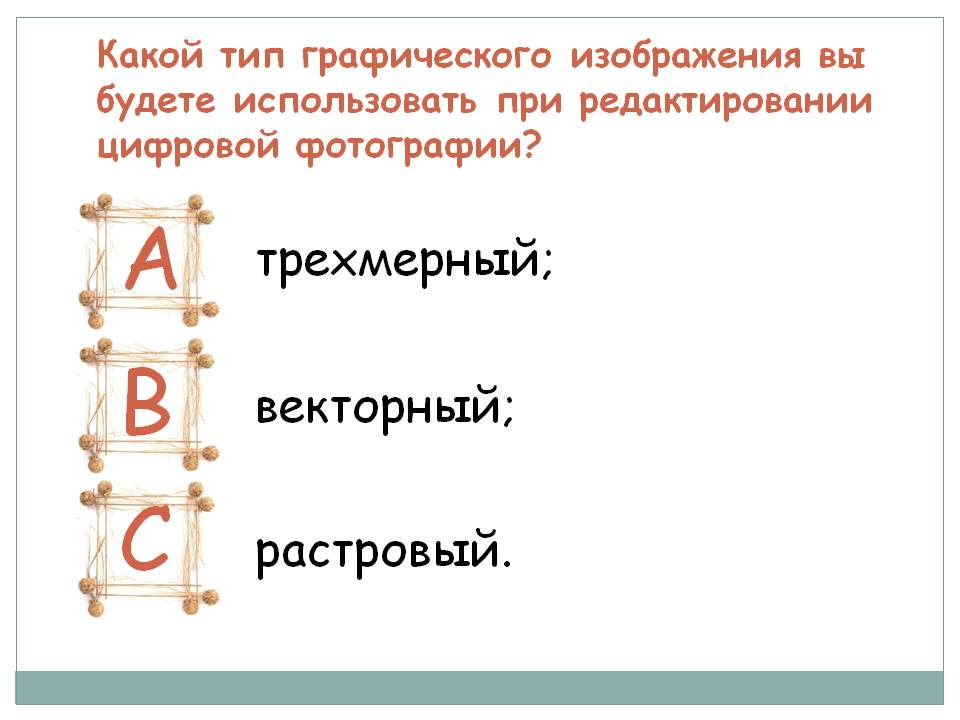 Какой тип графического изображения вы
будете использовать при редактировании
цифровой фотографии?
A трехмерный;
B векторный;
C растровый.